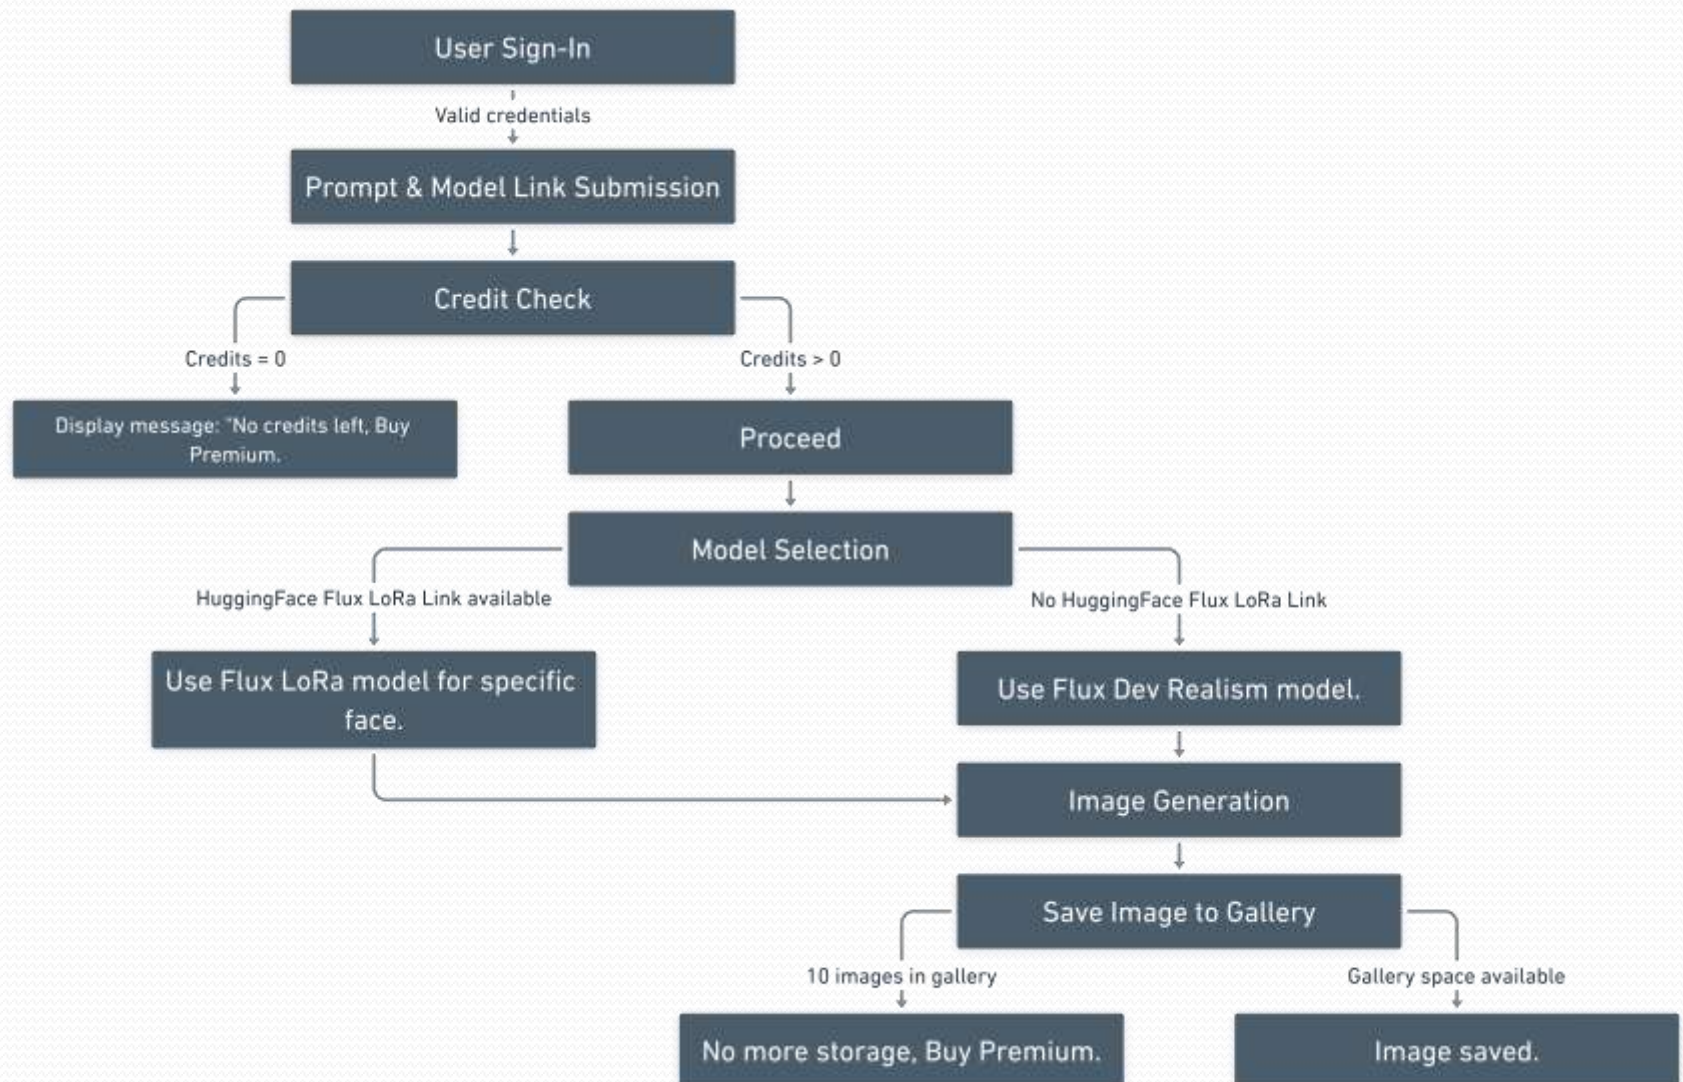 User Sign-In
Valid credentials
Prompt & Model Link Submission
Credit Check
Credits = 0
Credits > 0
Display message: "No credits left, Buy
Premium.
Proceed
Model Selection
HuggingFace Flux LoRa Link available
No HuggingFace Flux LoRa Link
Use Flux LoRa model for specific
face.
Use Flux Dev Realism model.
Image Generation
Save Image to Gallery
10 images in gallery
Gallery space available
No more storage, Buy Premium.
Image saved.